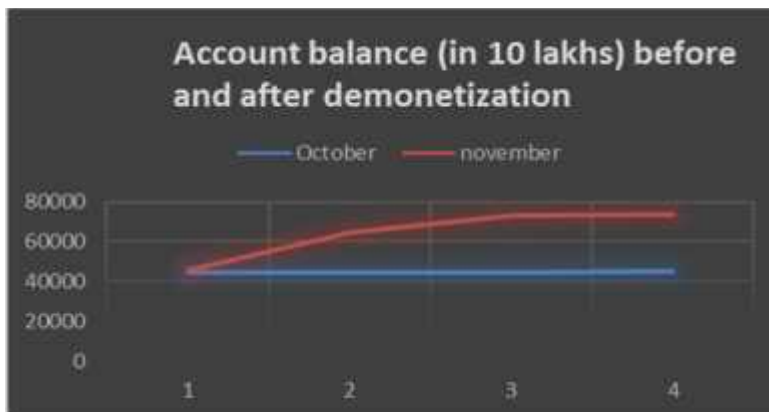 Account balance (in 10 lakhs) before
and after demonetization
October november
80000
60000
40000
20000
0
1 2 3 4